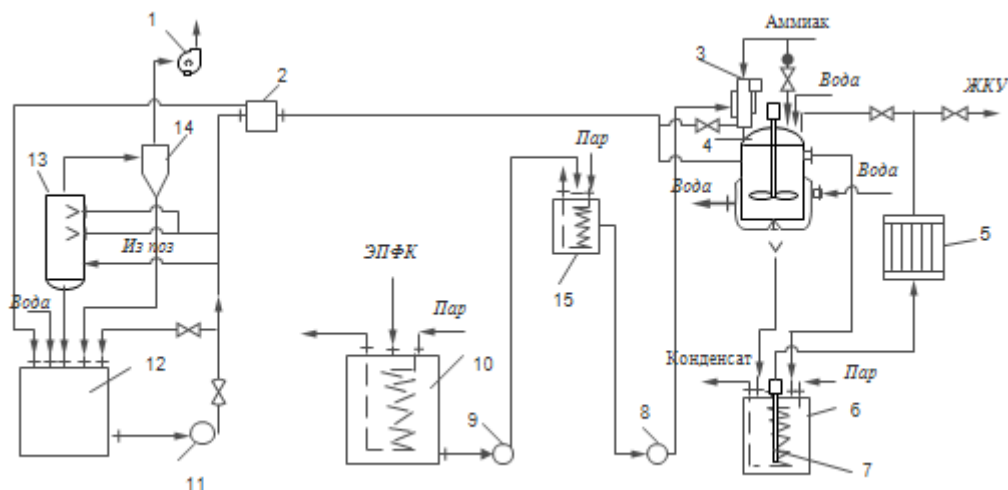 1
Аммиак
3
2
Вода
ЖКУ
14
Пар
4
13
Вода
Вода
Из поз
ЭПФК
5
15
Вода
Пар
12
10
Конденсат
Пар
9
8
6
7
11